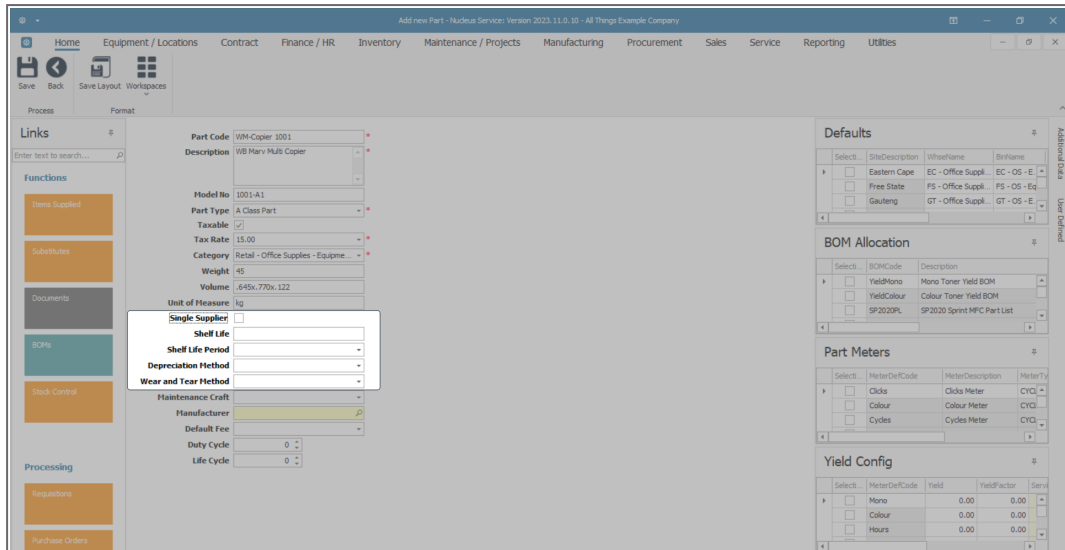 Add new Part - Nucleus Service: Version 2023.11.0.10 - All Things Example Company
Home Equipment / Locations Contract Finance / HR Inventory Maintenance / Projects Manufacturing Procurement Sales Service Reporting Utilities
Save Back Save Layout Workspaces
Process Format
Links
Enter text to search...
Functions
Items Supplied
Substitutes
Documents
BOMs
Stock Control
Processing
Requisitions
Purchase Orders
Part Code WM-Copier 1001 *
Description WB Marv Multi Copier *
Model No 1001-A1
Part Type A Class Part *
Taxable
Tax Rate 15.00 *
Category Retail - Office Supplies - Equipme... *
Weight 45
Volume .645x.770x.122
Unit of Measure kg
Single Supplier
Shelf Life
Shelf Life Period
Depreciation Method
Wear and Tear Method
Maintenance Craft
Manufacturer
Default Fee
Duty Cycle 0
Life Cycle 0
Defaults
Selecti... SiteDescription WhseName BinName
Eastern Cape EC - Office Suppli... EC - OS - E...
Free State FS - Office Suppli... FS - OS - Eq
Gauteng GT - Office Suppli... GT - OS - E...
BOM Allocation
Selecti... BOMCode Description
YieldMono Mono Toner Yield BOM
YieldColour Colour Toner Yield BOM
SP2020PL SP2020 Sprint MFC Part List
Part Meters
Selecti... MeterDefCode MeterDescription MeterTy
Clicks Clicks Meter CYCL
Colour Colour Meter CYCL
Cycles Cycles Meter CYCL
Yield Config
Selecti... MeterDefCode Yield YieldFactor Servi
Mono 0.00 0.00
Colour 0.00 0.00
Hours 0.00 0.00
Additional Data
User Defined